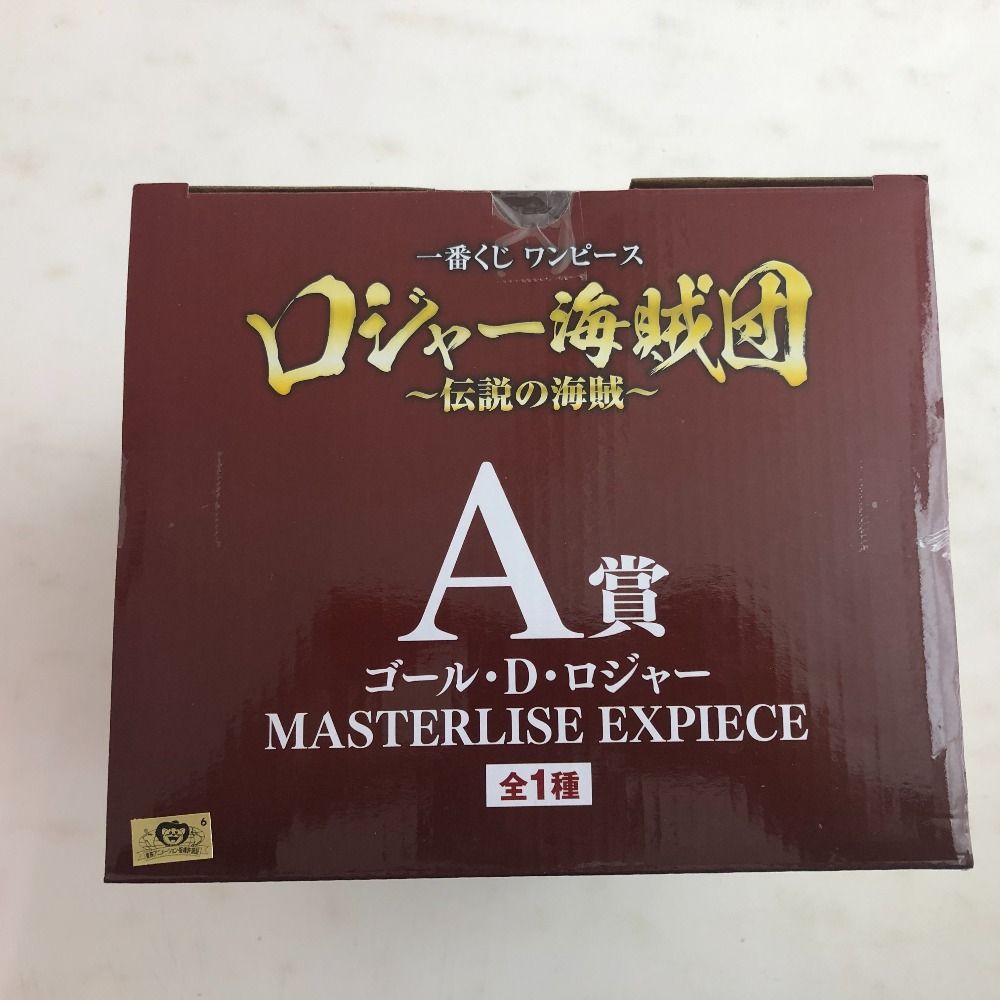 一番くじ ワンピース
ロジャー海賊団
～伝説の海賊～
A賞
ゴール・D・ロジャー
MASTERLISE EXPIECE
全1種
6